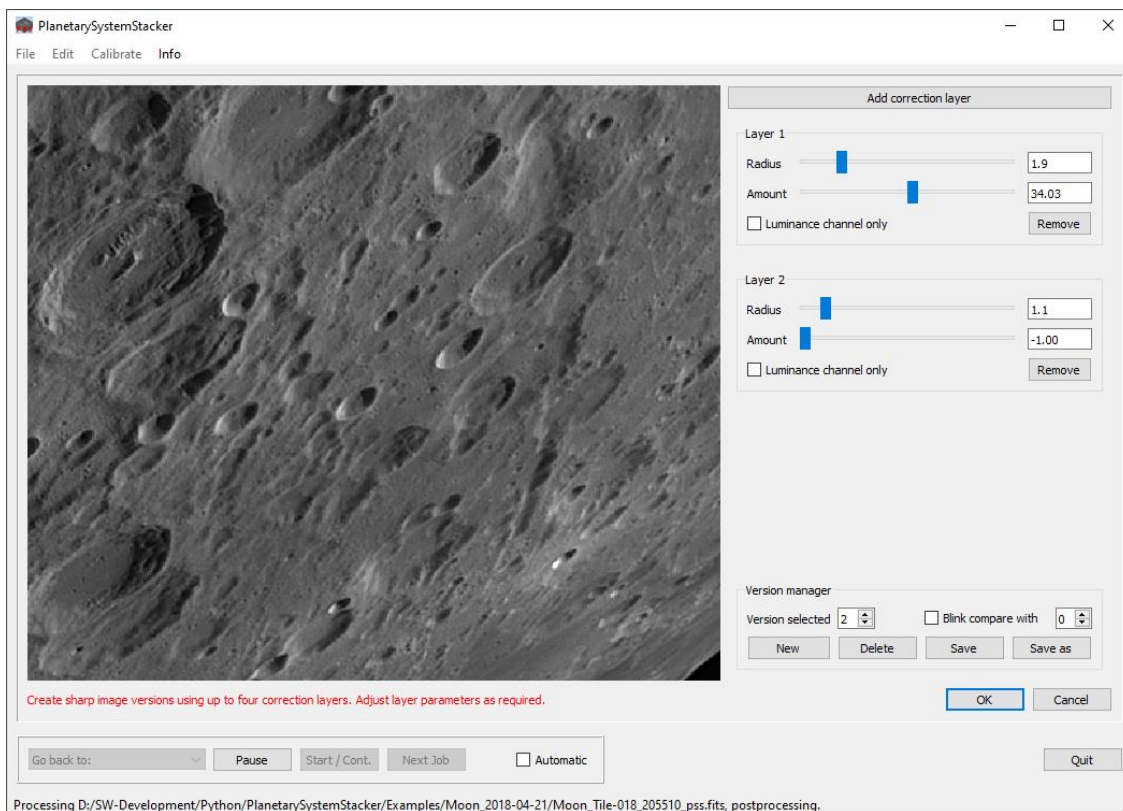 PlanetarySystemStacker
File Edit Calibrate Info
Add correction layer
Layer 1
Radius 1.9
Amount 34.03
Luminance channel only Remove
Layer 2
Radius 1.1
Amount -1.00
Luminance channel only Remove
Version manager
Version selected 2 Blink compare with 0
New Delete Save Save as
Create sharp image versions using up to four correction layers. Adjust layer parameters as required.
OK Cancel
Go back to: Pause Start / Cont. Next Job Automatic Quit
Processing D:/SW-Development/Python/PlanetarySystemStacker/Examples/Moon_2018-04-21/Moon_Tile-018_205510_pss.fits, postprocessing.